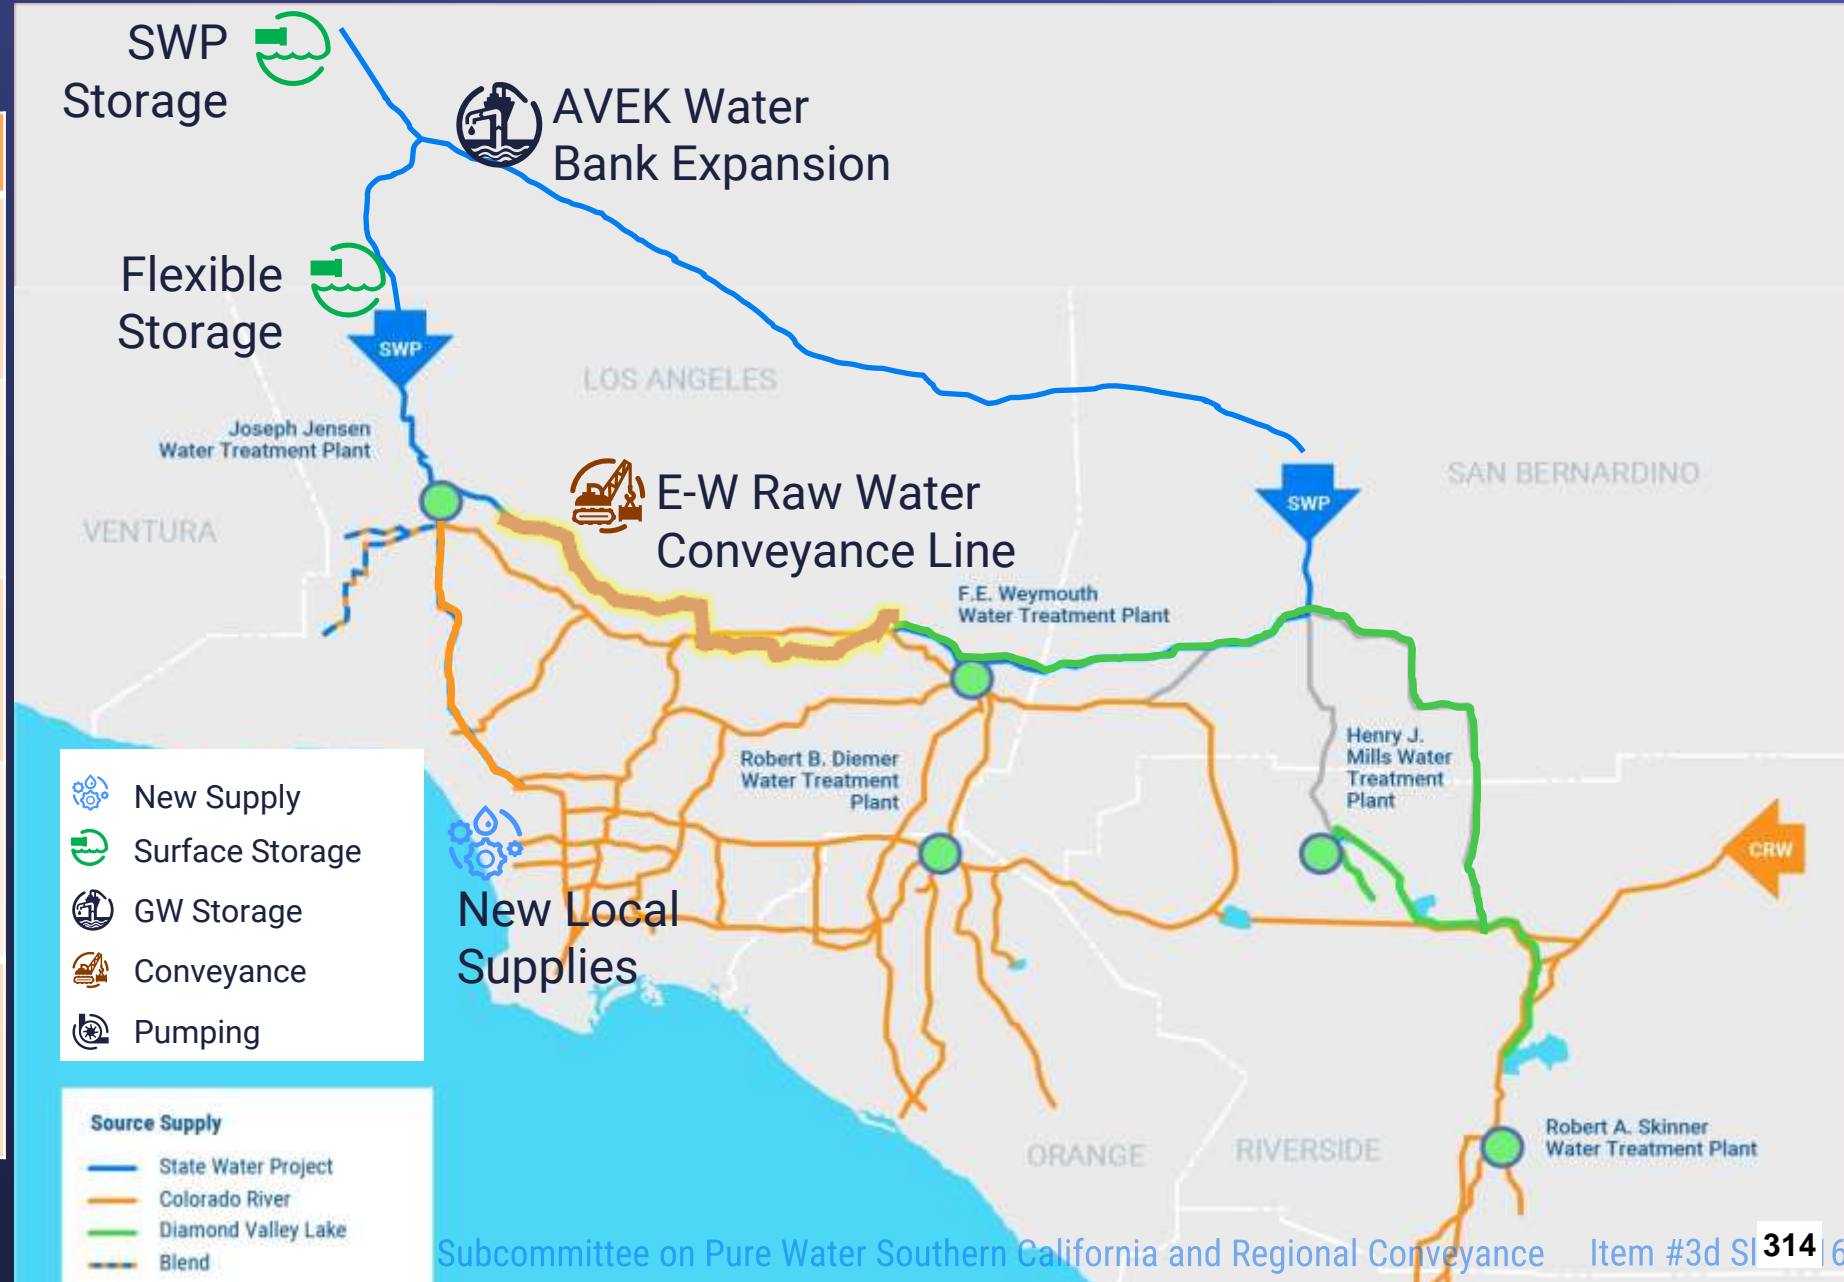 SWP
Storage
AVEK Water
Bank Expansion
Flexible
Storage
SWP
LOS ANGELES
Joseph Jensen
Water Treatment Plant
SAN BERNARDINO
SWP
E-W Raw Water
Conveyance Line
VENTURA
F.E. Weymouth
Water Treatment Plant
Robert B. Diemer
Water Treatment
Plant
Henry J.
Mills Water
Treatment
Plant
CRW
New Supply
Surface Storage
GW Storage
Conveyance
Pumping
New Local
Supplies
Source Supply
State Water Project
Colorado River
Diamond Valley Lake
Blend
ORANGE
RIVERSIDE
Robert A. Skinner
Water Treatment Plant
Subcommittee on Pure Water Southern California and Regional Conveyance
Item #3d
314